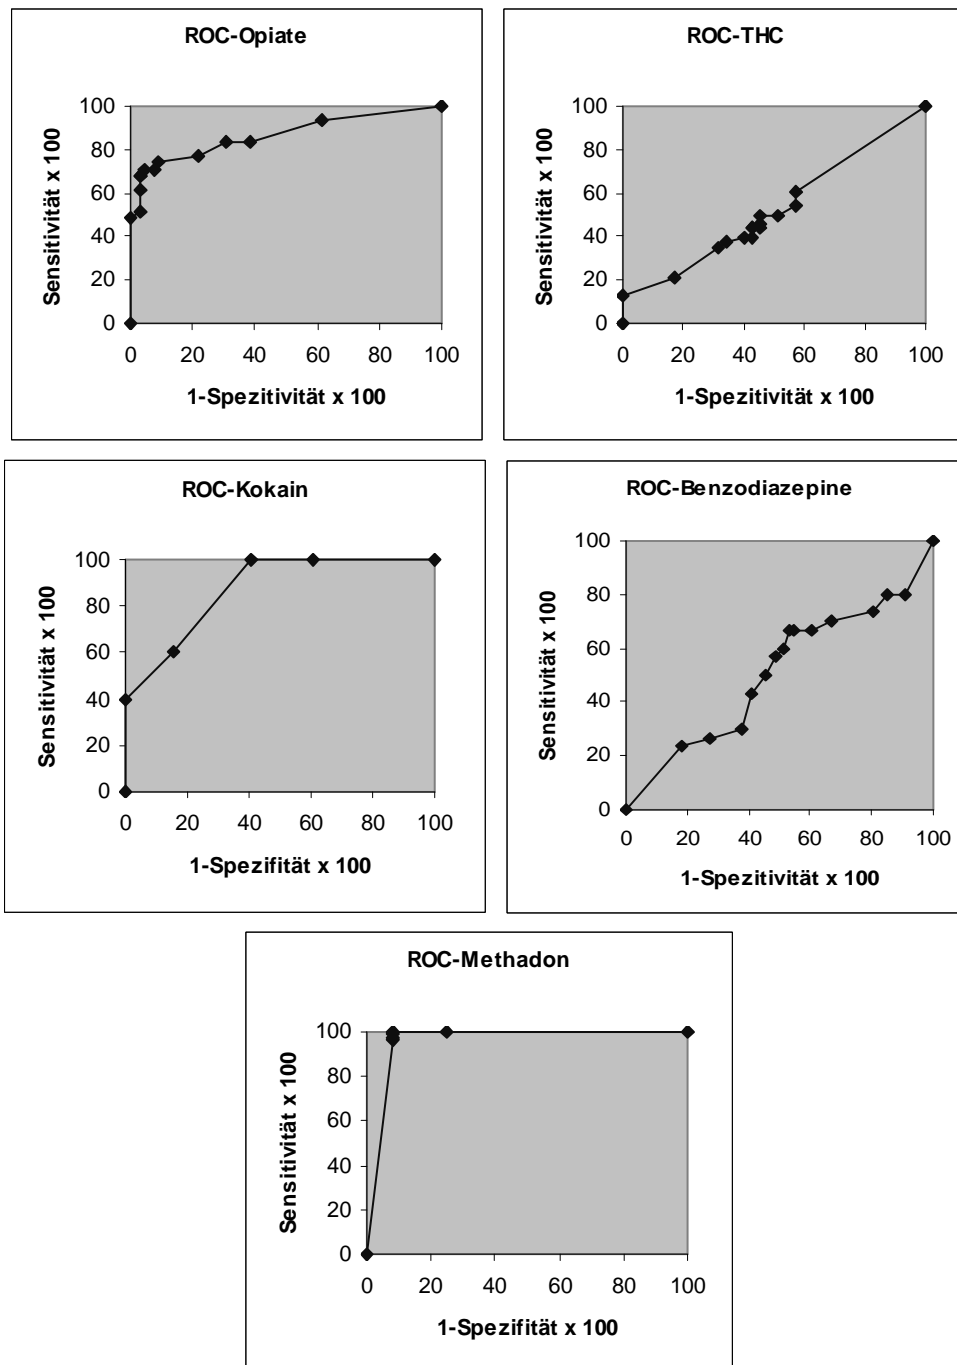 ROC-Opiate
Sensitivität x 100
100
80
60
40
20
0
0 20 40 60 80 100
1-Spezitivität x 100
ROC-THC
Sensitivität x 100
100
80
60
40
20
0
0 20 40 60 80 100
1-Spezitivität x 100
ROC-Kokain
Sensitivität x 100
100
80
60
40
20
0
0 20 40 60 80 100
1-Spezifität x 100
ROC-Benzodiazepine
Sensitivität x 100
100
80
60
40
20
0
0 20 40 60 80 100
1-Spezitivität x 100
ROC-Methadon
Sensitivität x 100
100
80
60
40
20
0
0 20 40 60 80 100
1-Spezifität x 100